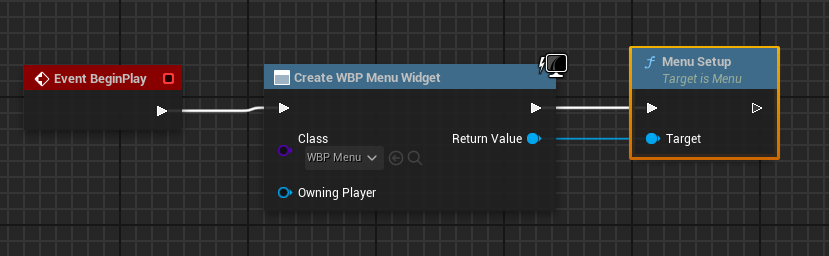 Event BeginPlay
Create WBP Menu Widget
Class
WBP Menu
Return Value
Owning Player
Menu Setup
Target is Menu
Target